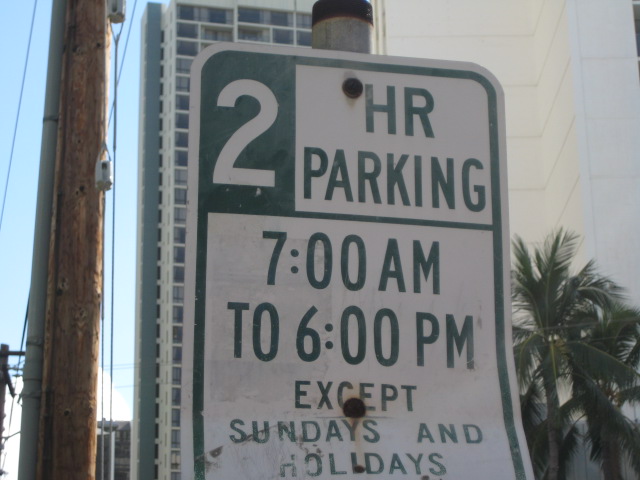 2 HR
PARKING
7:00 AM
TO 6:00 PM
EXCEPT
SUNDAYS AND
HOLIDAYS